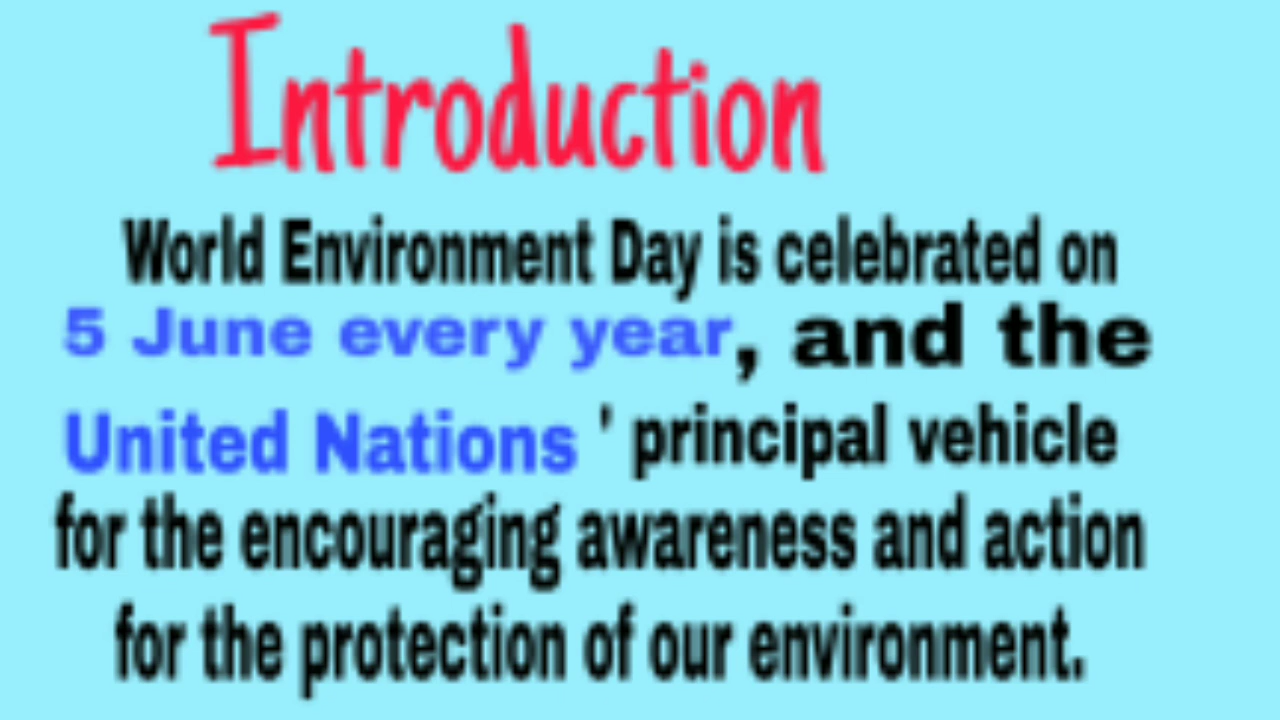 Introduction
World Environment Day is celebrated on
5 June every year, and the
United Nations ' principal vehicle
for the encouraging awareness and action
for the protection of our environment.